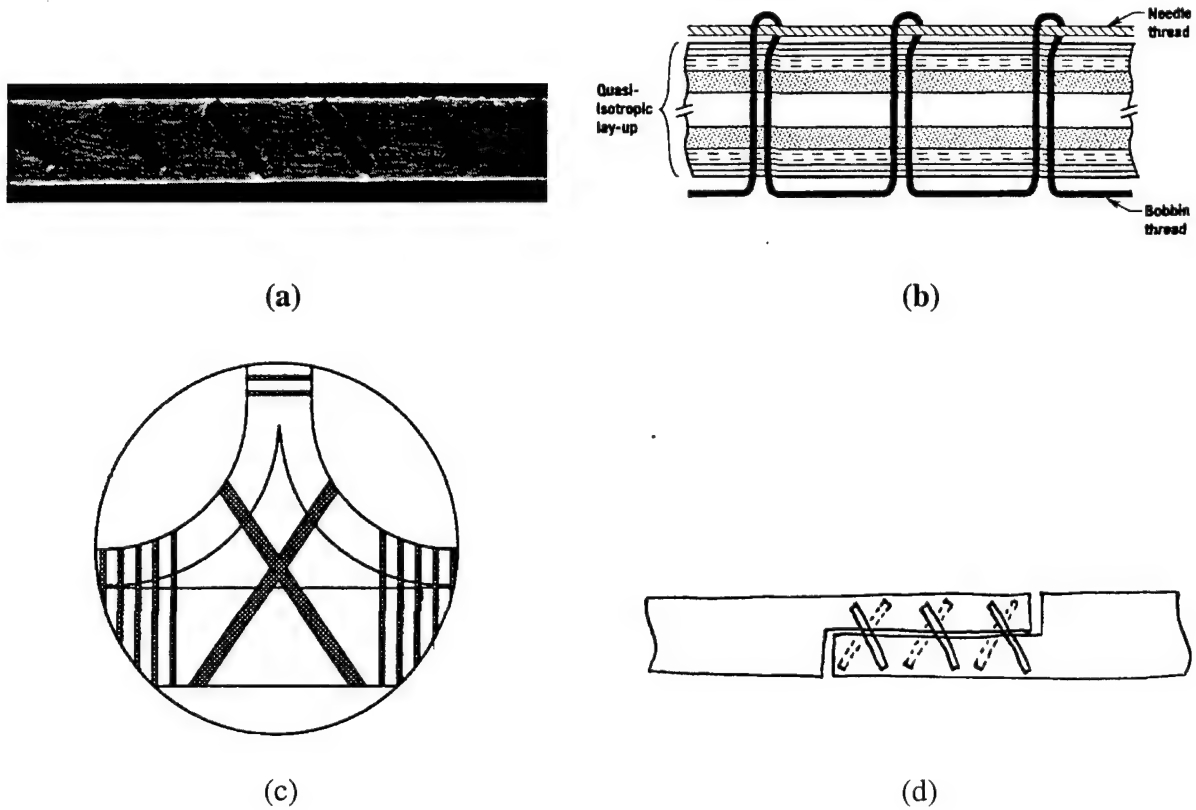 Needle
thread
Quasi-
isotropic
lay-up
Bobbin
thread
(a)
(b)
(c)
(d)